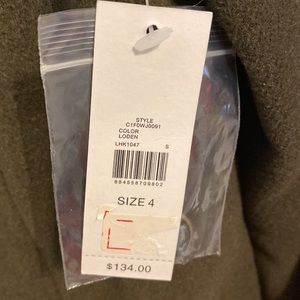 STYLE
C1F0WJ0091
COLOR
LODEN
LHK1047 S
884558709802
SIZE 4
$134.00